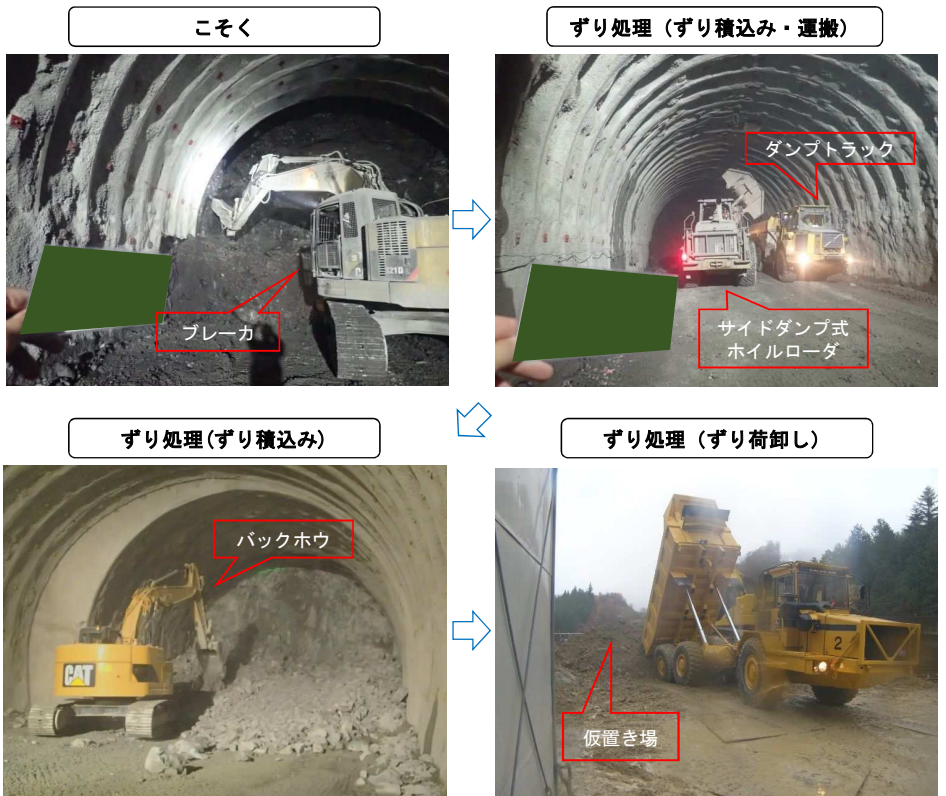 こそく
ずり処理（ずり積込み・運搬）
ダンプトラック
ブレーカ
サイドダンプ式
ホイルローダ
ずり処理(ずり積込み)
ずり処理（ずり荷卸し）
バックホウ
CAT
2
仮置き場